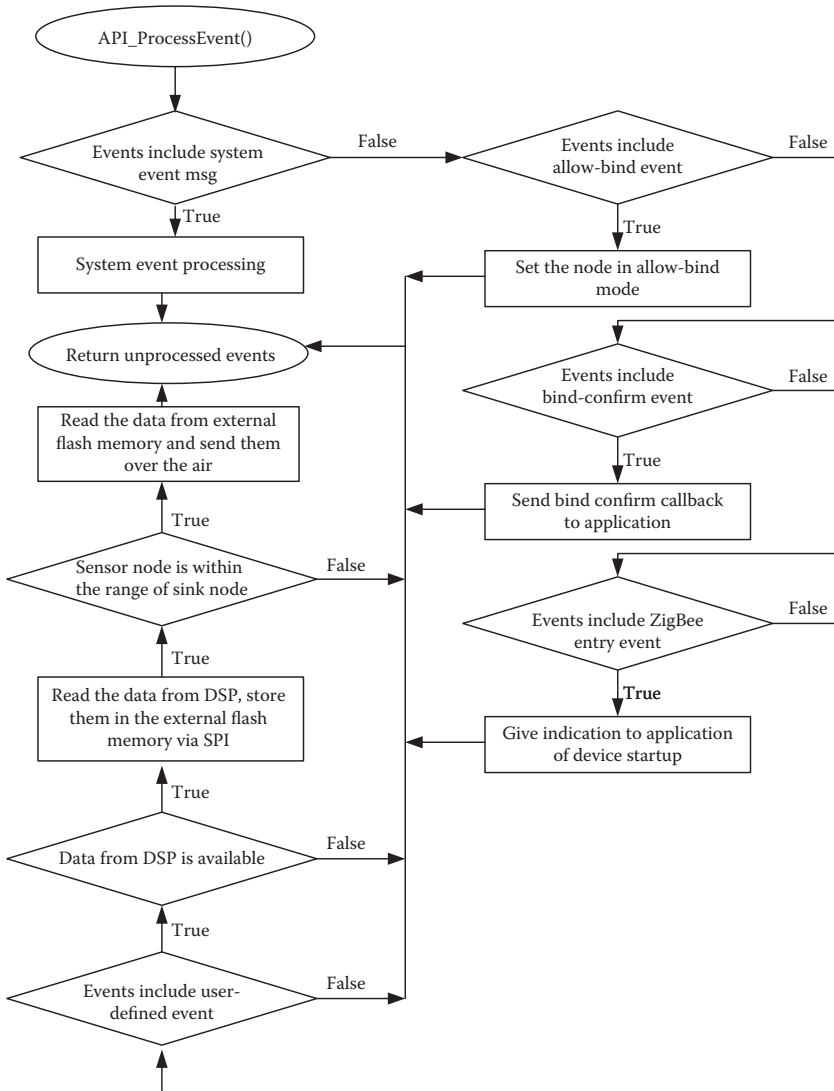 API_ProcessEvent()
Events include system
event msg
False
True
System event processing
Return unprocessed events
Events include
allow-bind event
False
True
Set the node in allow-bind
mode
Events include
bind-confirm event
False
True
Send bind confirm callback
to application
Events include ZigBee
entry event
False
True
Give indication to application
of device startup
Read the data from external
flash memory and send them
over the air
True
Sensor node is within
the range of sink node
False
True
Read the data from DSP, store
them in the external flash
memory via SPI
True
Data from DSP is available
False
True
Events include user-
defined event
False